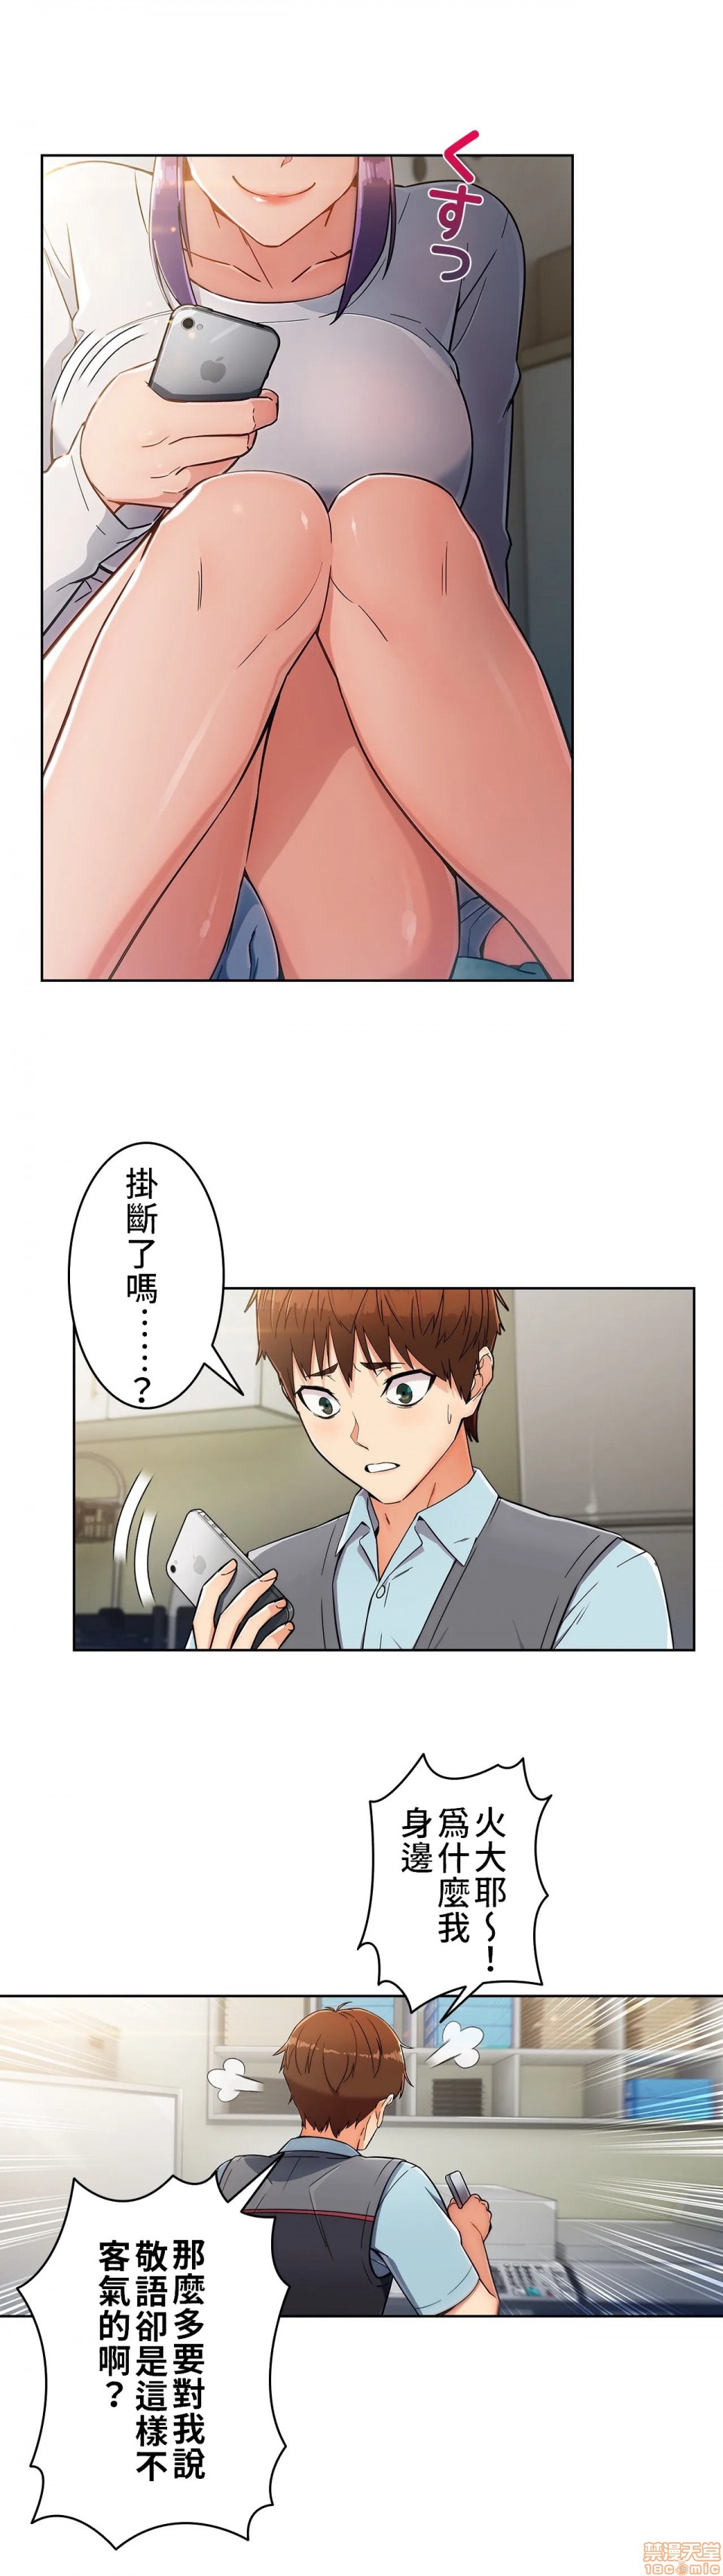 くすっ
掛斷了嗎……？
火大耶～！
爲什麼我
身邊
那麼多要對我說
敬語卻是這樣不
客氣的啊？
禁漫天堂
18comic